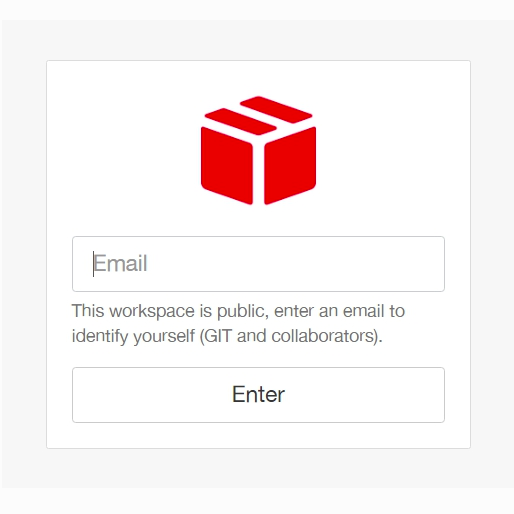 Email
This workspace is public, enter an email to
identify yourself (GIT and collaborators).
Enter